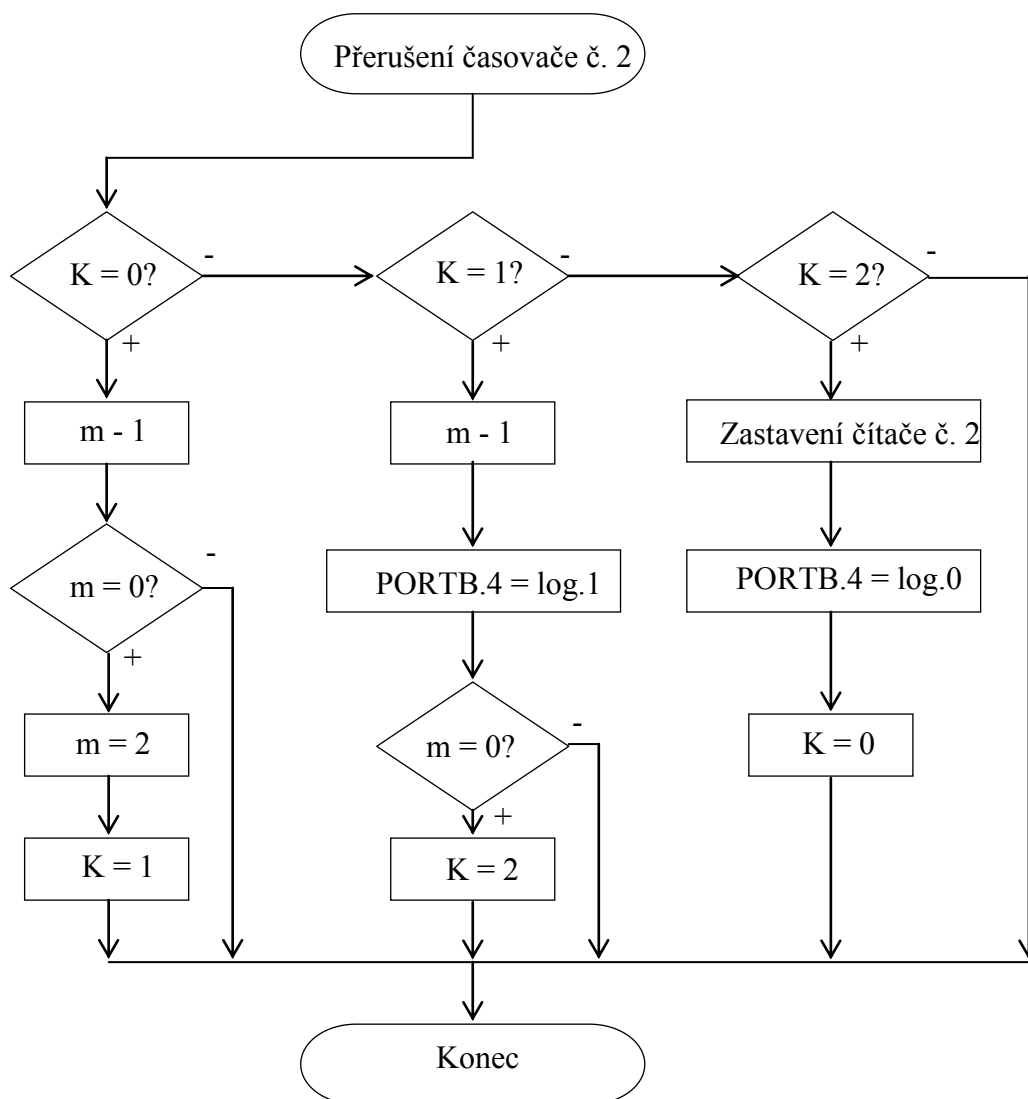 Přerušení časovače č. 2
K = 0?
-
K = 1?
-
K = 2?
-
+
+
+
m - 1
m - 1
Zastavení čítače č. 2
m = 0?
-
PORTB.4 = log.1
PORTB.4 = log.0
+
m = 2
m = 0?
-
K = 0
+
K = 1
K = 2
Konec